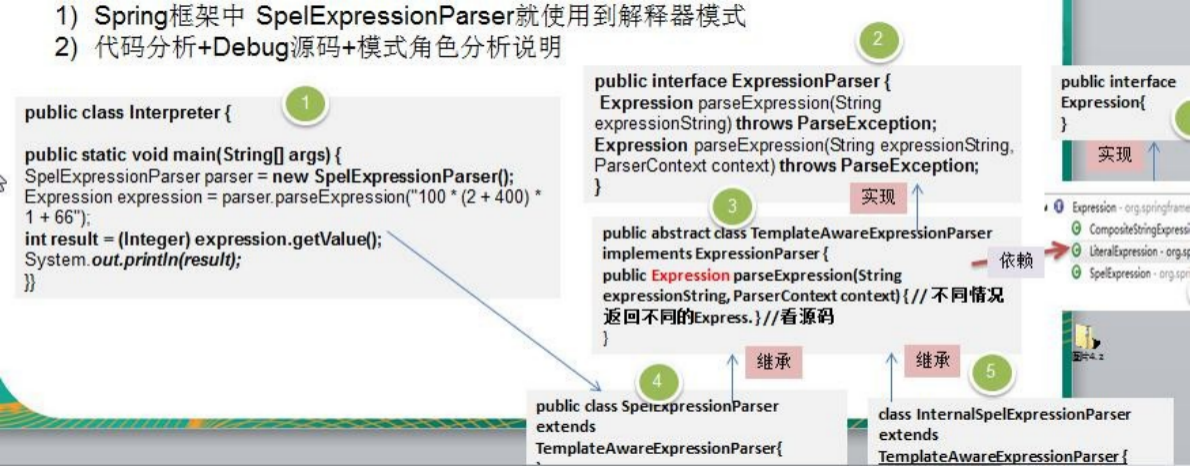 1) Spring框架中 SpelExpressionParser就使用到解释器模式
2) 代码分析+Debug源码+模式角色分析说明
1
public class Interpreter {
public static void main(String[] args) {
SpelExpressionParser parser = new SpelExpressionParser();
Expression expression = parser.parseExpression("100 * (2 + 400) *
1 + 66");
int result = (Integer) expression.getValue();
System.out.println(result);
}}
2
public interface ExpressionParser {
Expression parseExpression(String
expressionString) throws ParseException;
Expression parseExpression(String expressionString,
ParserContext context) throws ParseException;
}
实现
3
public abstract class TemplateAwareExpressionParser
implements ExpressionParser {
public Expression parseExpression(String
expressionString, ParserContext context) { // 不同情况
返回不同的Express. } //看源码
}
依赖
继承
继承
4
public class SpelExpressionParser
extends
TemplateAwareExpressionParser{
5
class InternalSpelExpressionParser
extends
TemplateAwareExpressionParser {
public interface
Expression{
}
实现
Expression - org.springframe
CompositeStringExpressi
LiteralExpression - org.sp
SpelExpression - org.spri